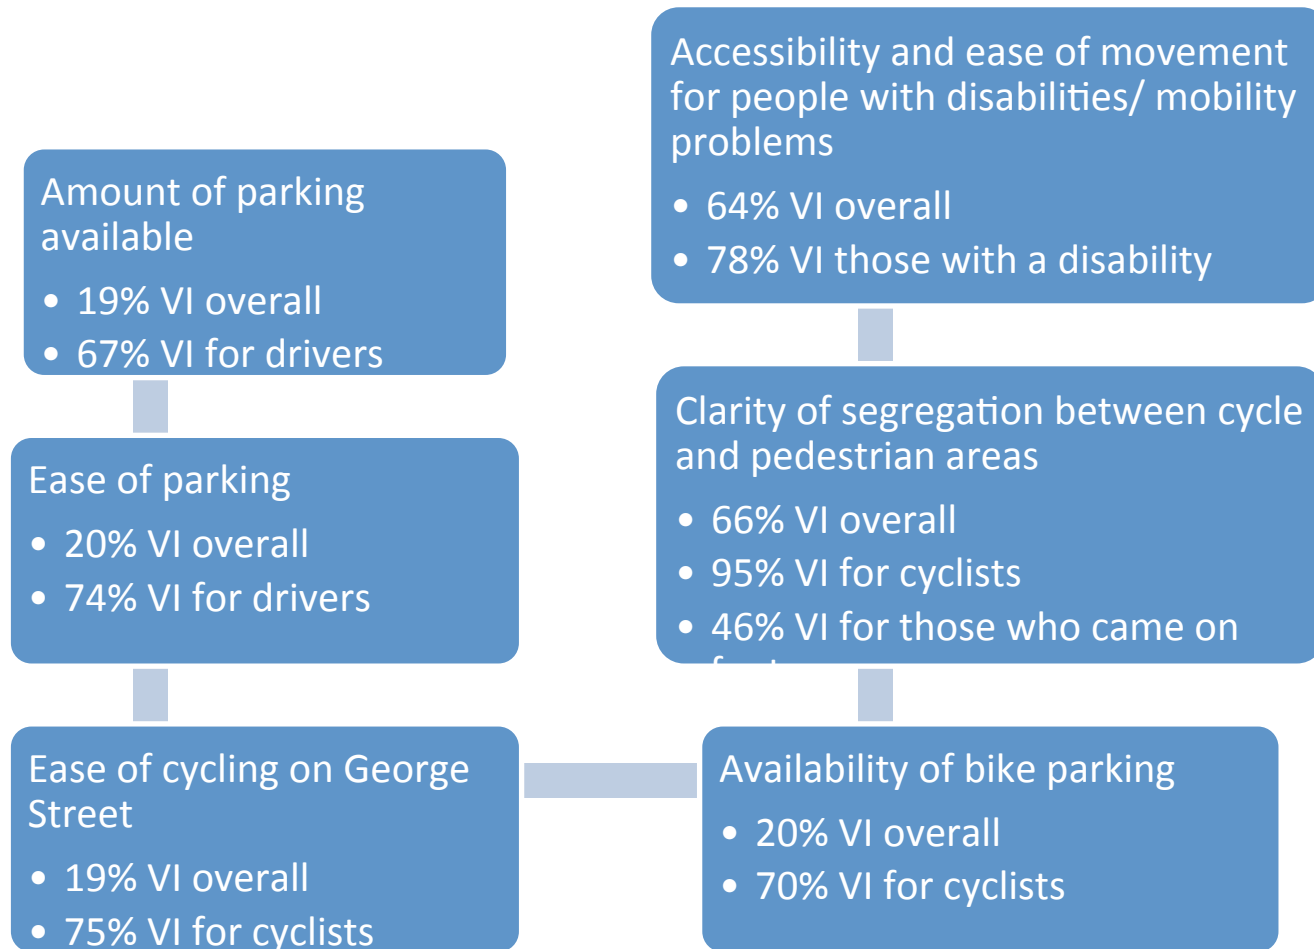 Amount of parking
available
• 19% VI overall
• 67% VI for drivers
Ease of parking
• 20% VI overall
• 74% VI for drivers
Ease of cycling on George
Street
• 19% VI overall
• 75% VI for cyclists
Availability of bike parking
• 20% VI overall
• 70% VI for cyclists
Clarity of segregation between cycle
and pedestrian areas
• 66% VI overall
• 95% VI for cyclists
• 46% VI for those who came on
Accessibility and ease of movement
for people with disabilities/ mobility
problems
• 64% VI overall
• 78% VI those with a disability